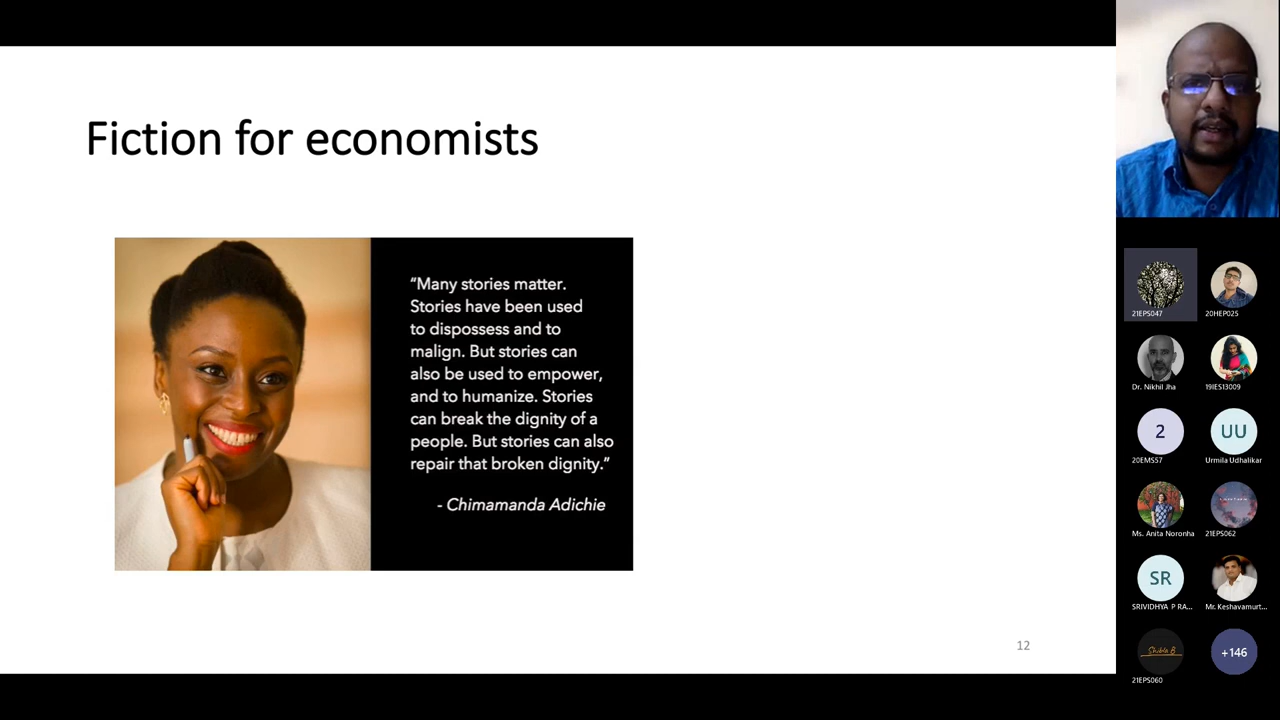 Fiction for economists
“Many stories matter.
Stories have been used
to dispossess and to
malign. But stories can
also be used to empower,
and to humanize. Stories
can break the dignity of a
people. But stories can also
repair that broken dignity.”
- Chimamanda Adichie
12
21EPS047
20HEP025
Dr. Nikhil Jha
19IES13009
2
UU
20EMS57
Urmila Udhalikar
Ms. Anita Noronha
21EPS062
SR
SRIVIDHYA P RA...
Mr. Keshavamurt...
Shibla B
+146
21EPS060